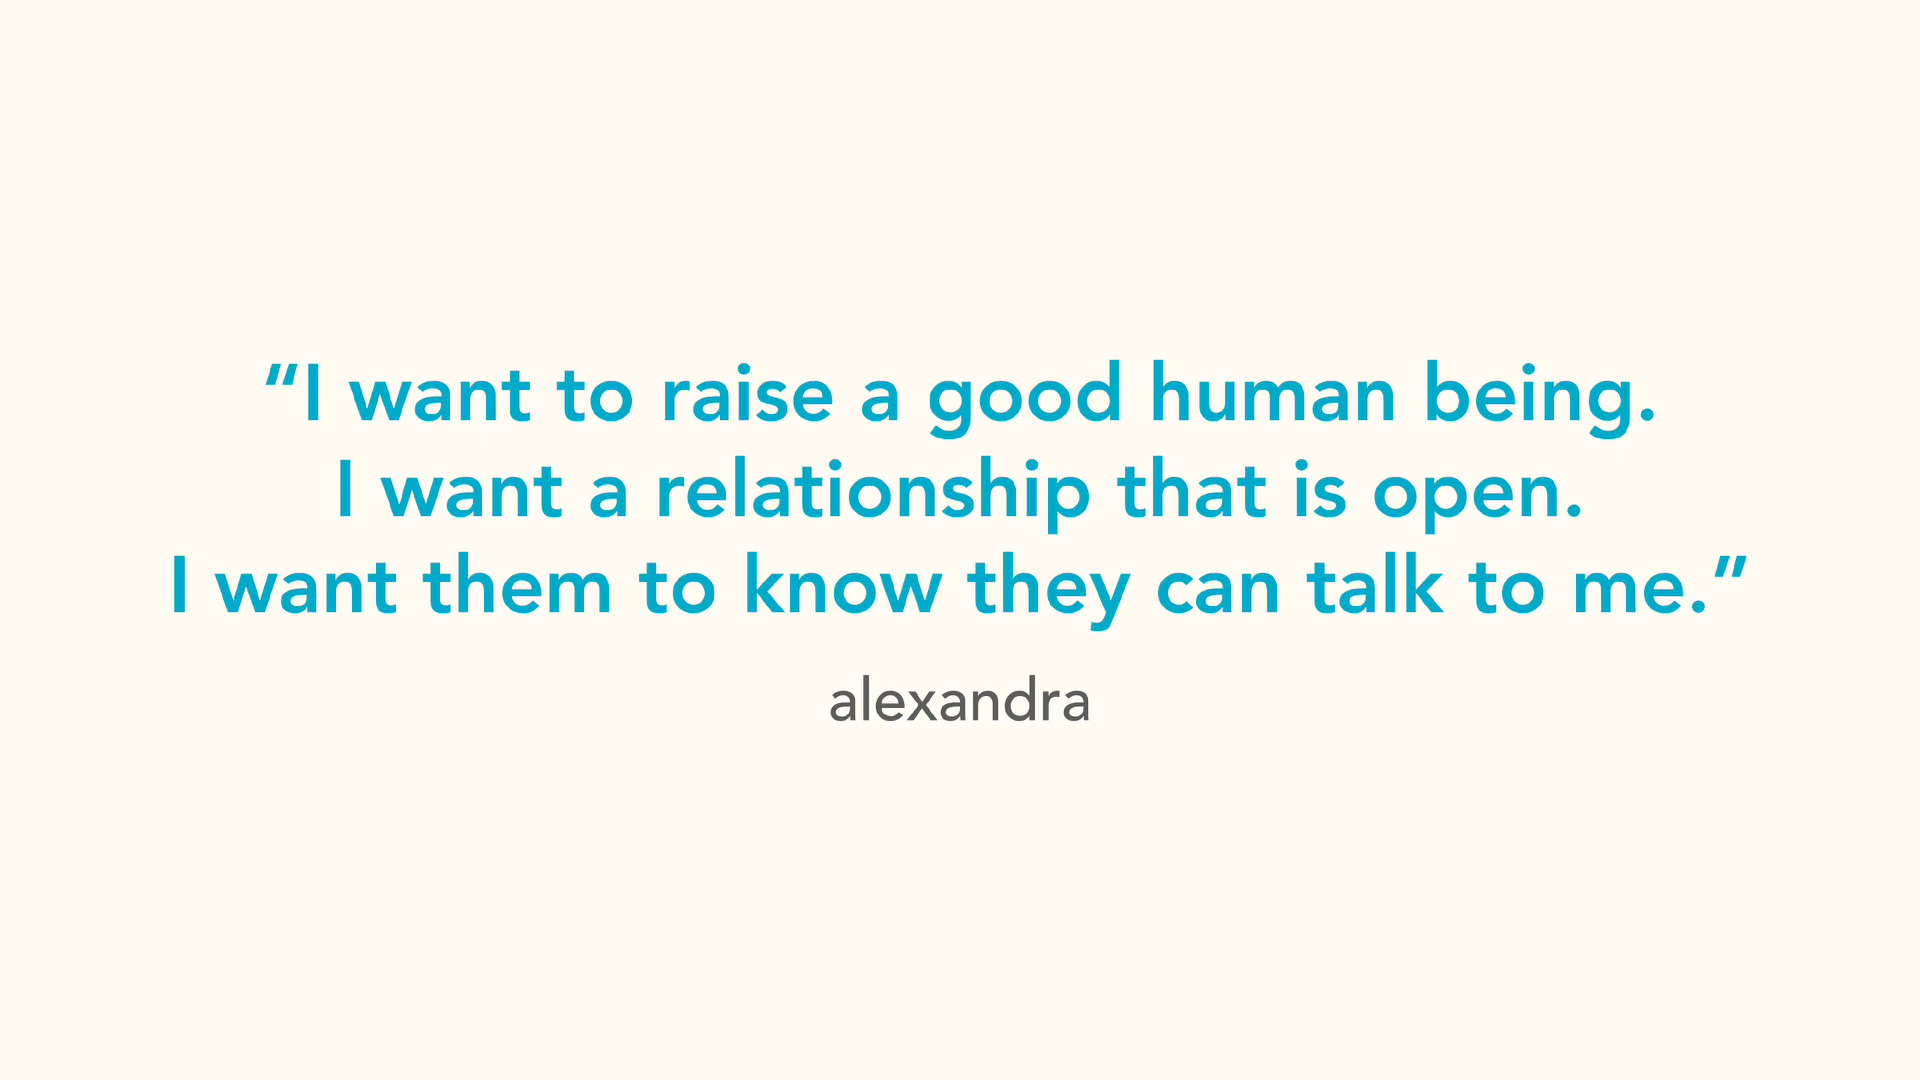 “I want to raise a good human being.
I want a relationship that is open.
I want them to know they can talk to me.”
alexandra